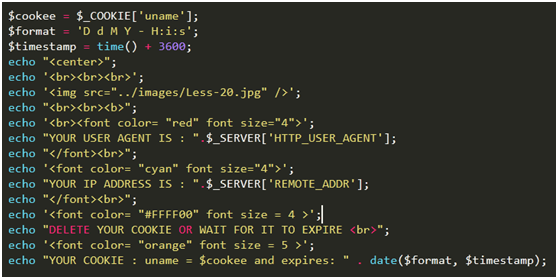 $cookee = $_COOKIE['uname'];
$format = 'D d M Y - H:i:s';
$timestamp = time() + 3600;
echo "<center>";
echo '<br><br><br>';
echo '<img src="../images/Less-20.jpg" />';
echo "<br><br><b>";
echo '<br><font color= "red" font size="4">';
echo "YOUR USER AGENT IS : ".$_SERVER['HTTP_USER_AGENT'];
echo "</font><br>";
echo '<font color= "cyan" font size="4">';
echo "YOUR IP ADDRESS IS : ".$_SERVER['REMOTE_ADDR'];
echo "</font><br>";
echo '<font color= "#FFFF00" font size = 4 >';
echo "DELETE YOUR COOKIE OR WAIT FOR IT TO EXPIRE <br>";
echo '<font color= "orange" font size = 5 >';
echo "YOUR COOKIE : uname = $cookee and expires: " . date($format, $timestamp);